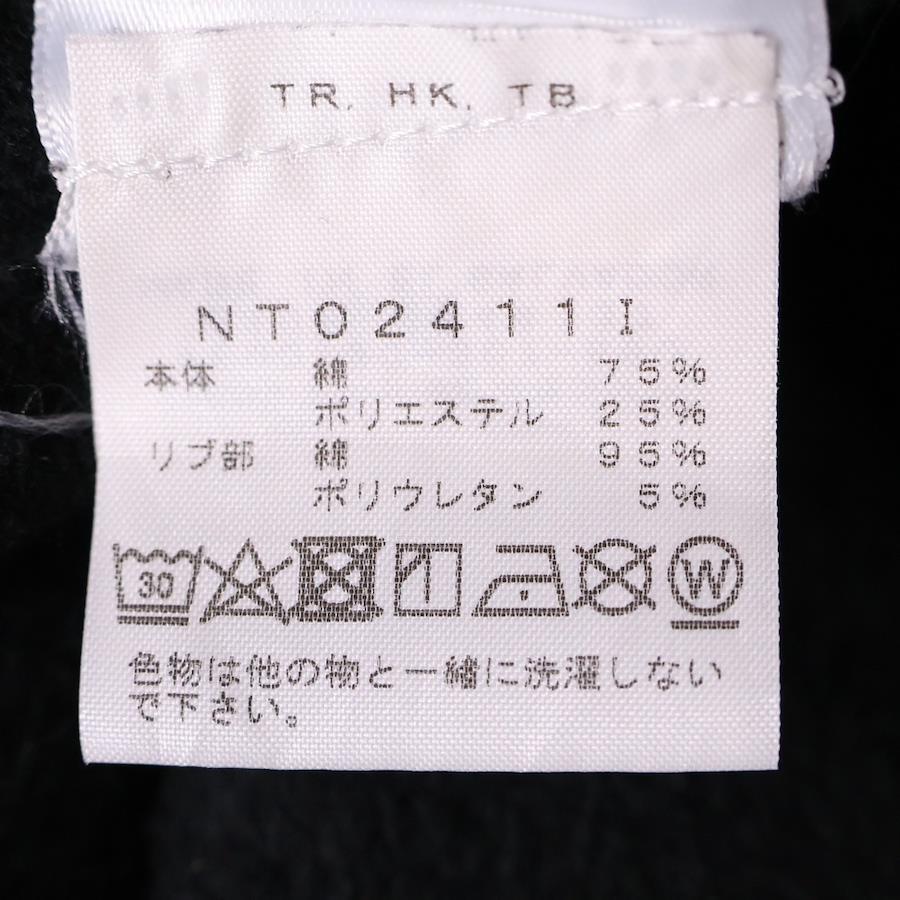 TR, HK, TB
NT02411I
本体 綿 75%
ポリエステル 25%
リブ部 綿 95%
ポリウレタン 5%
30 W
色物は他の物と一緒に洗濯しない
で下さい。